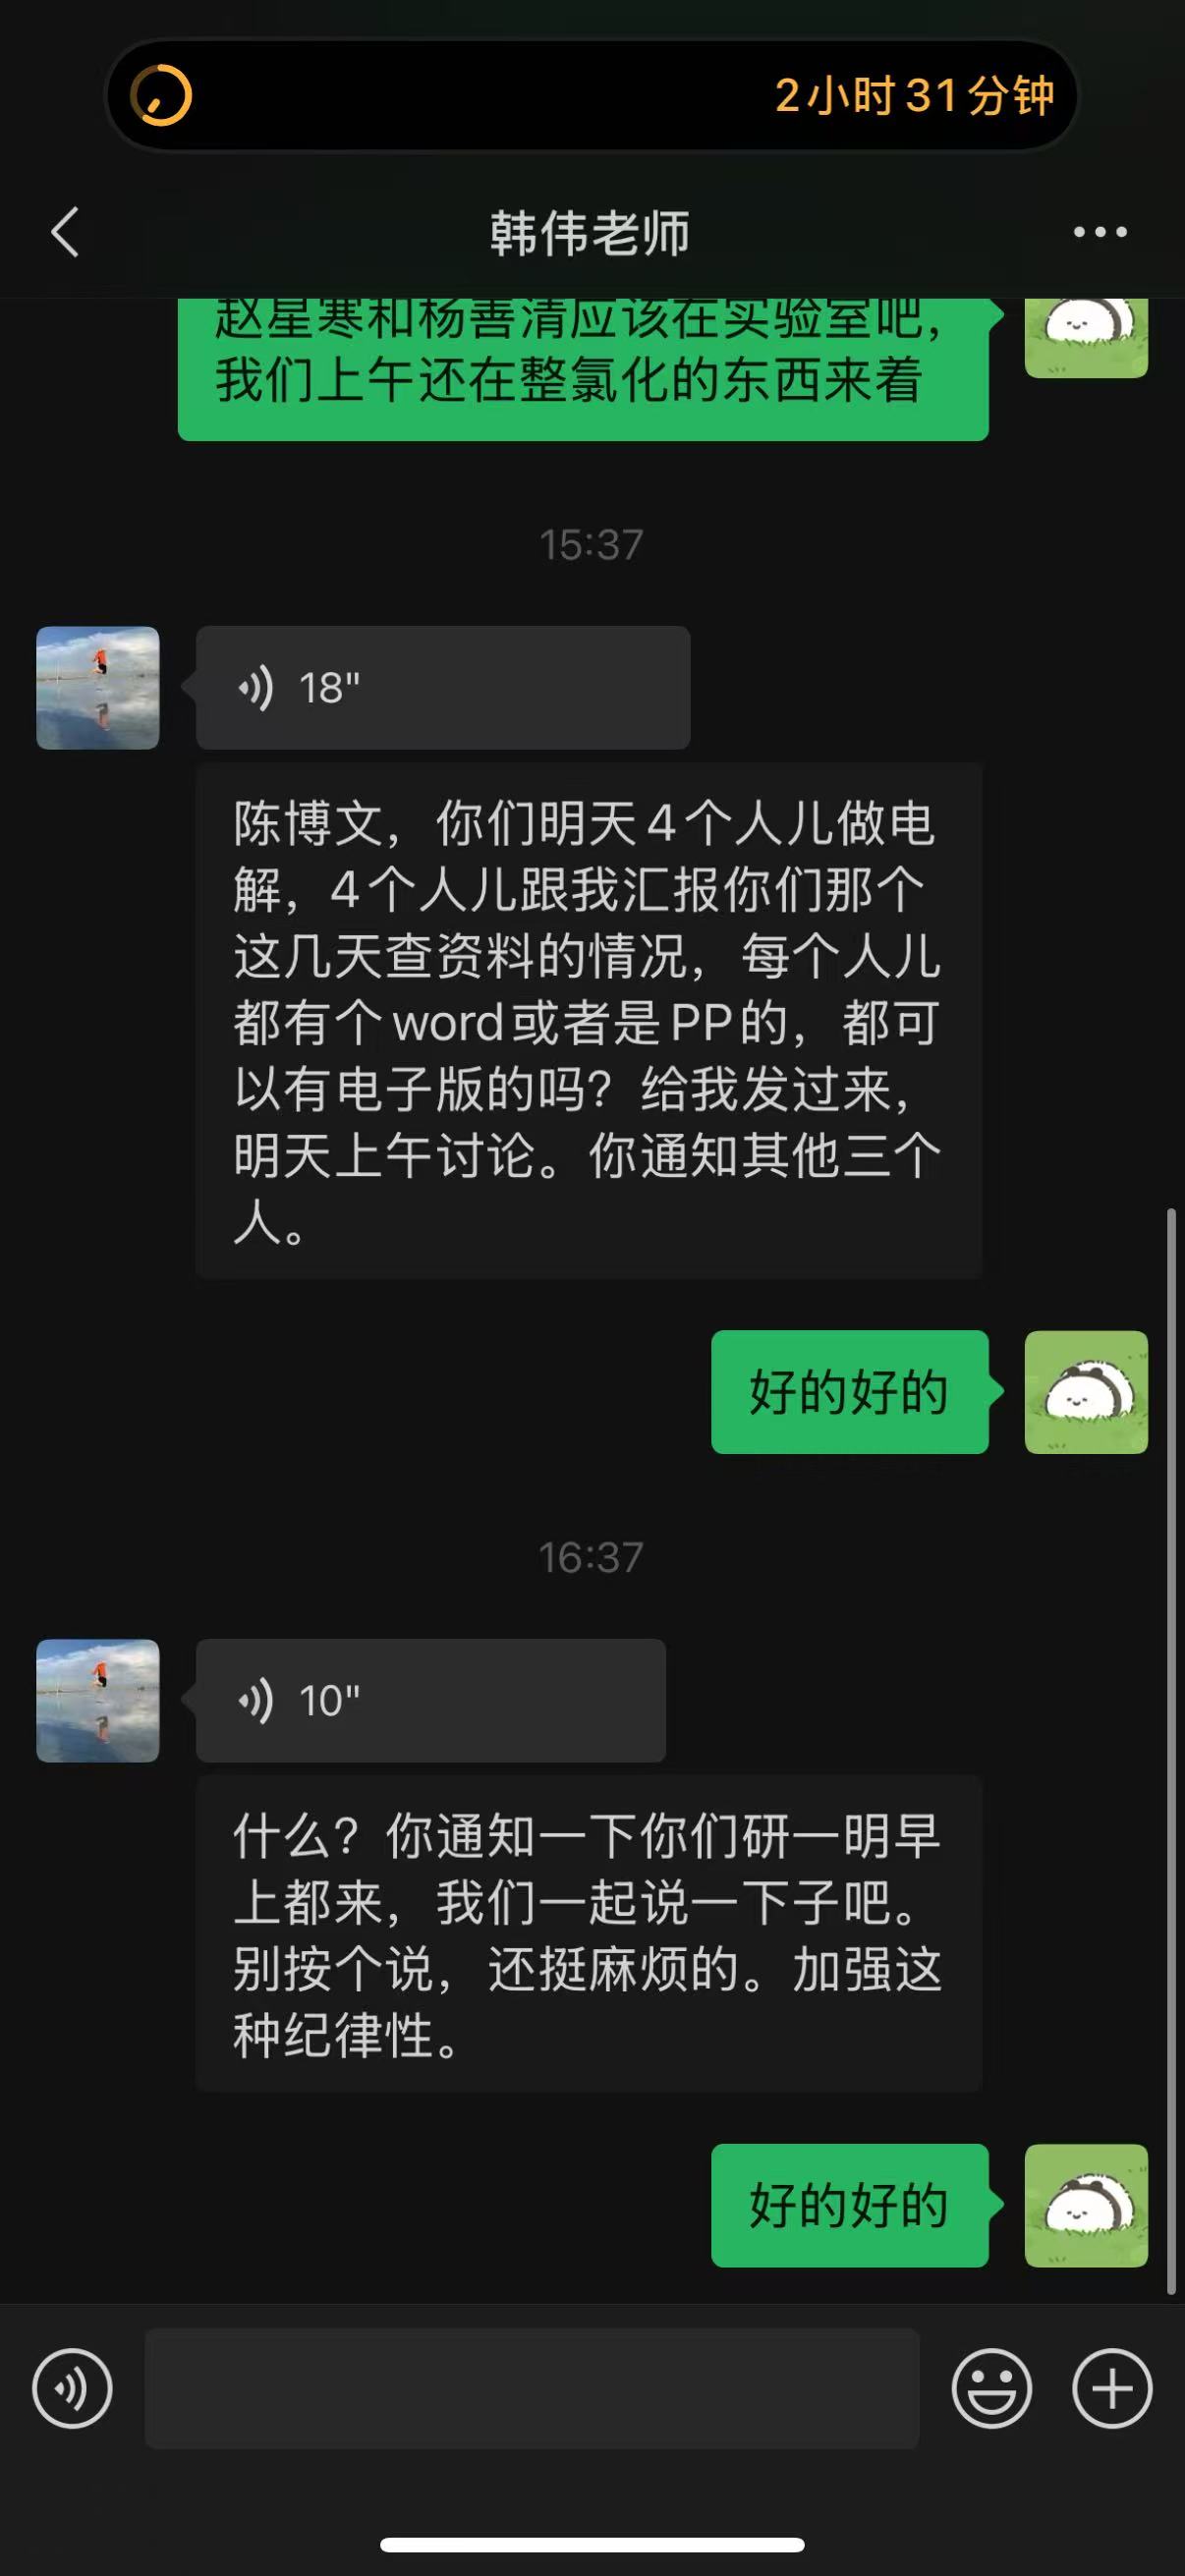 2小时31分钟
韩伟老师
赵星寒和杨善清应该在实验室吧，
我们上午还在整氯化的东西来着
15:37
18"
陈博文，你们明天4个人儿做电
解，4个人儿跟我汇报你们那个
这几天查资料的情况，每个人儿
都有个word或者是PP的，都可
以有电子版的吗？给我发过来，
明天上午讨论。你通知其他三个
人。
好的好的
16:37
10"
什么？你通知一下你们研一明早
上都来，我们一起说一下子吧。
别按个说，还挺麻烦的。加强这
种纪律性。
好的好的